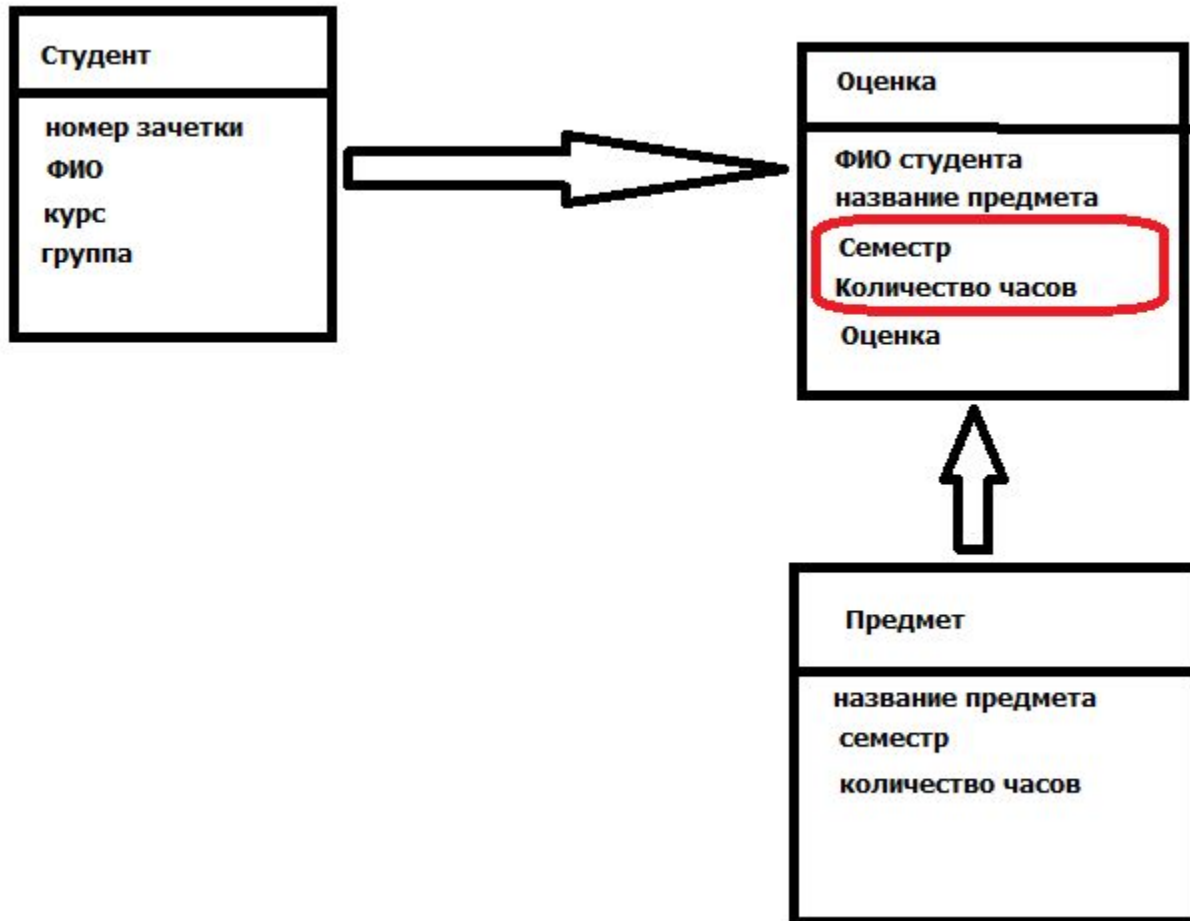 Студент
номер зачетки
ФИО
курс
группа
Оценка
ФИО студента
название предмета
Семестр
Количество часов
Оценка
Предмет
название предмета
семестр
количество часов